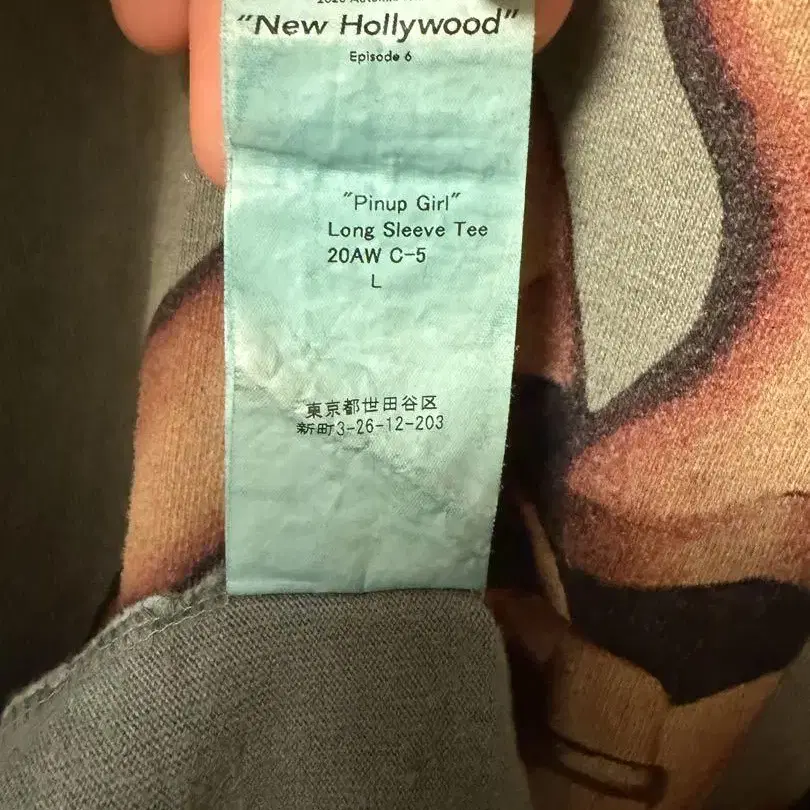 "New Hollywood"
Episode 6
"Pinup Girl"
Long Sleeve Tee
20AW C-5
L
東京都世田谷区
新町3-26-12-203